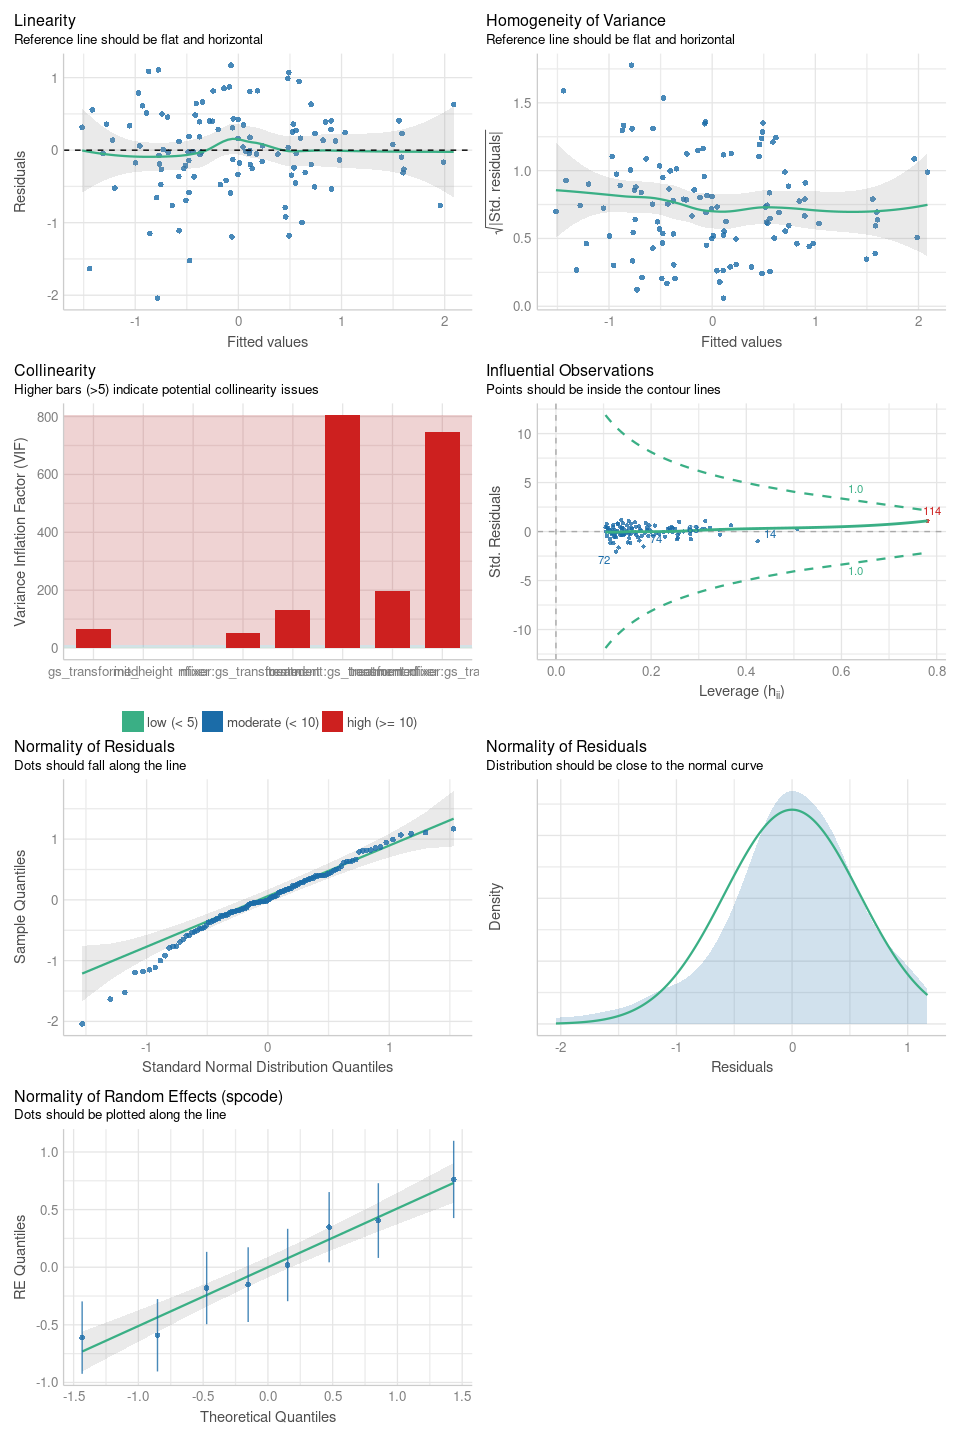 Linearity
Reference line should be flat and horizontal
Residuals
1
0
-1
-2
-1
0
1
2
Fitted values
Homogeneity of Variance
Reference line should be flat and horizontal
√|Std. residuals|
1.5
1.0
0.5
0.0
-1
0
1
2
Fitted values
Collinearity
Higher bars (>5) indicate potential collinearity issues
Variance Inflation Factor (VIF)
800
600
400
200
0
low (< 5)
moderate (< 10)
high (>= 10)
Influential Observations
Points should be inside the contour lines
Std. Residuals
10
5
0
-5
-10
1.0
114
14
74
72
1.0
0.0
0.2
0.4
0.6
0.8
Leverage (hii)
Normality of Residuals
Dots should fall along the line
Sample Quantiles
1
0
-1
-2
-1
0
1
Standard Normal Distribution Quantiles
Normality of Residuals
Distribution should be close to the normal curve
Density
-2
-1
0
1
Residuals
Normality of Random Effects (spcode)
Dots should be plotted along the line
RE Quantiles
1.0
0.5
0.0
-0.5
-1.0
-1.5
-1.0
-0.5
0.0
0.5
1.0
1.5
Theoretical Quantiles